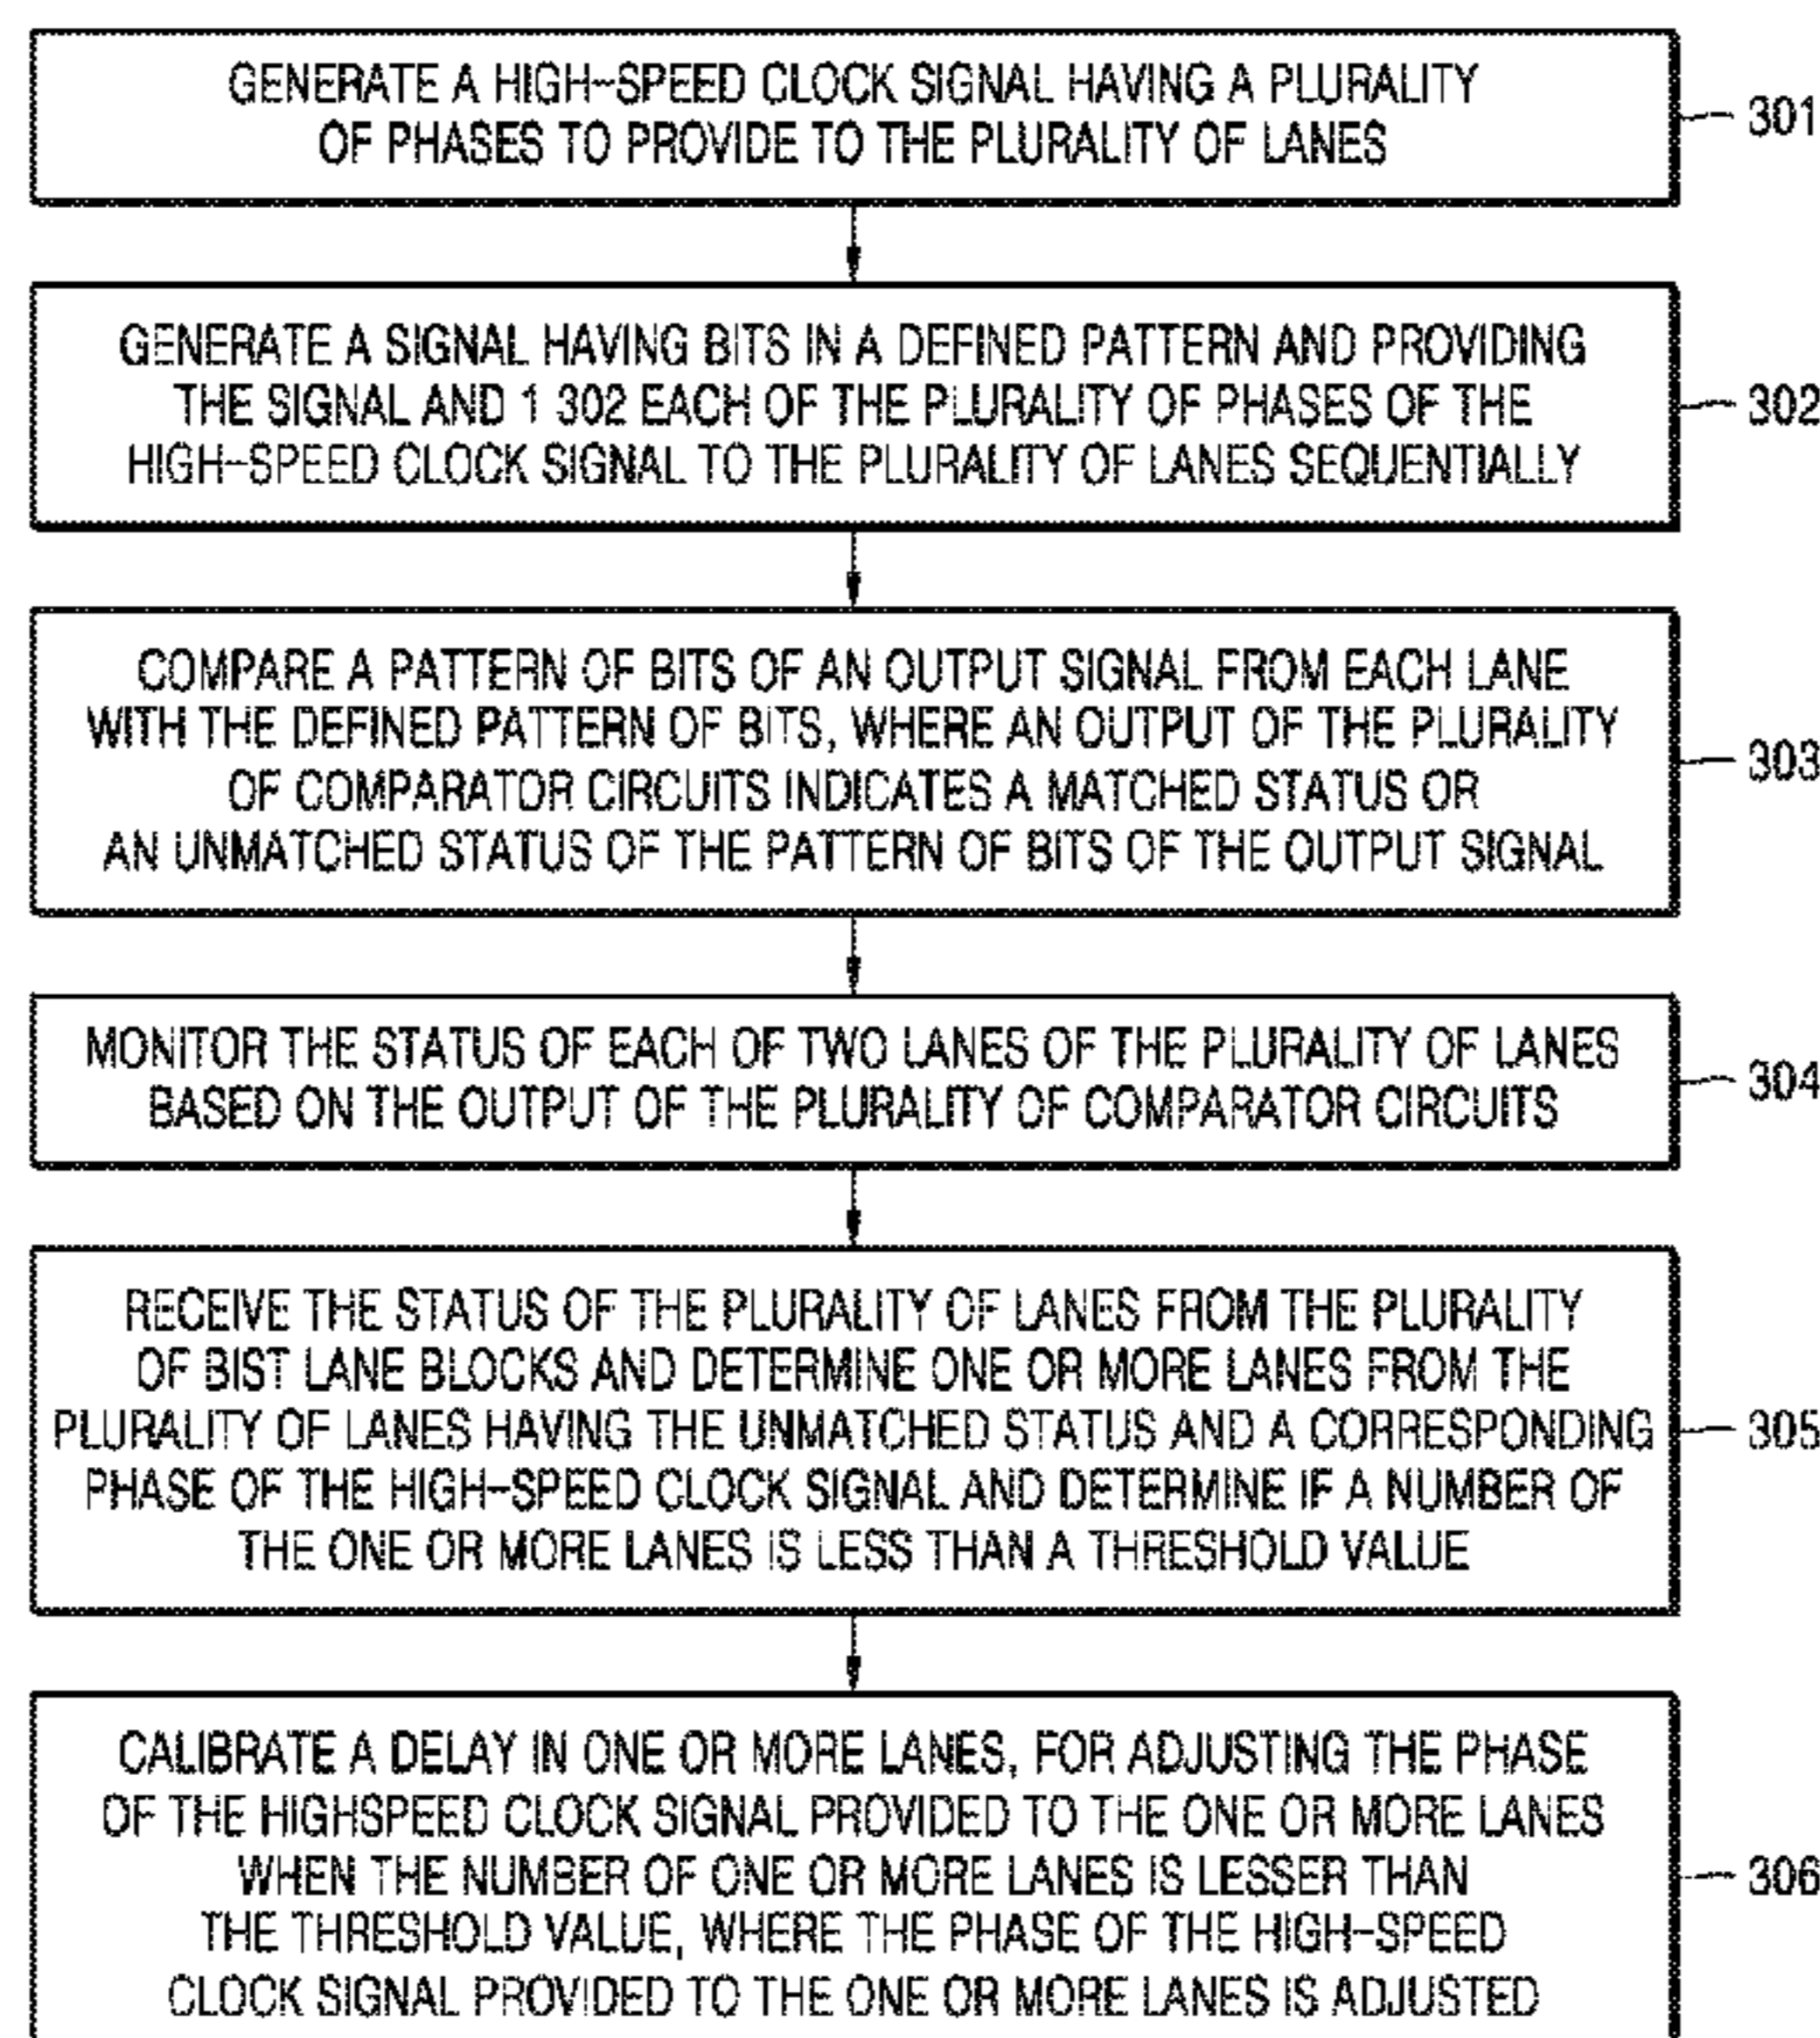 GENERATE A HIGH-SPEED CLOCK SIGNAL HAVING A PLURALITY
OF PHASES TO PROVIDE TO THE PLURALITY OF LANES
301
GENERATE A SIGNAL HAVING BITS IN A DEFINED PATTERN AND PROVIDING
THE SIGNAL AND 1 302 EACH OF THE PLURALITY OF PHASES OF THE
HIGH-SPEED CLOCK SIGNAL TO THE PLURALITY OF LANES SEQUENTIALLY
302
COMPARE A PATTERN OF BITS OF AN OUTPUT SIGNAL FROM EACH LANE
WITH THE DEFINED PATTERN OF BITS, WHERE AN OUTPUT OF THE PLURALITY
OF COMPARATOR CIRCUITS INDICATES A MATCHED STATUS OR
AN UNMATCHED STATUS OF THE PATTERN OF BITS OF THE OUTPUT SIGNAL
303
MONITOR THE STATUS OF EACH OF TWO LANES OF THE PLURALITY OF LANES
BASED ON THE OUTPUT OF THE PLURALITY OF COMPARATOR CIRCUITS
304
RECEIVE THE STATUS OF THE PLURALITY OF LANES FROM THE PLURALITY
OF BIST LANE BLOCKS AND DETERMINE ONE OR MORE LANES FROM THE
PLURALITY OF LANES HAVING THE UNMATCHED STATUS AND A CORRESPONDING
PHASE OF THE HIGH-SPEED CLOCK SIGNAL AND DETERMINE IF A NUMBER OF
THE ONE OR MORE LANES IS LESS THAN A THRESHOLD VALUE
305
CALIBRATE A DELAY IN ONE OR MORE LANES, FOR ADJUSTING THE PHASE
OF THE HIGHSPEED CLOCK SIGNAL PROVIDED TO THE ONE OR MORE LANES
WHEN THE NUMBER OF ONE OR MORE LANES IS LESSER THAN
THE THRESHOLD VALUE, WHERE THE PHASE OF THE HIGH-SPEED
CLOCK SIGNAL PROVIDED TO THE ONE OR MORE LANES IS ADJUSTED
306